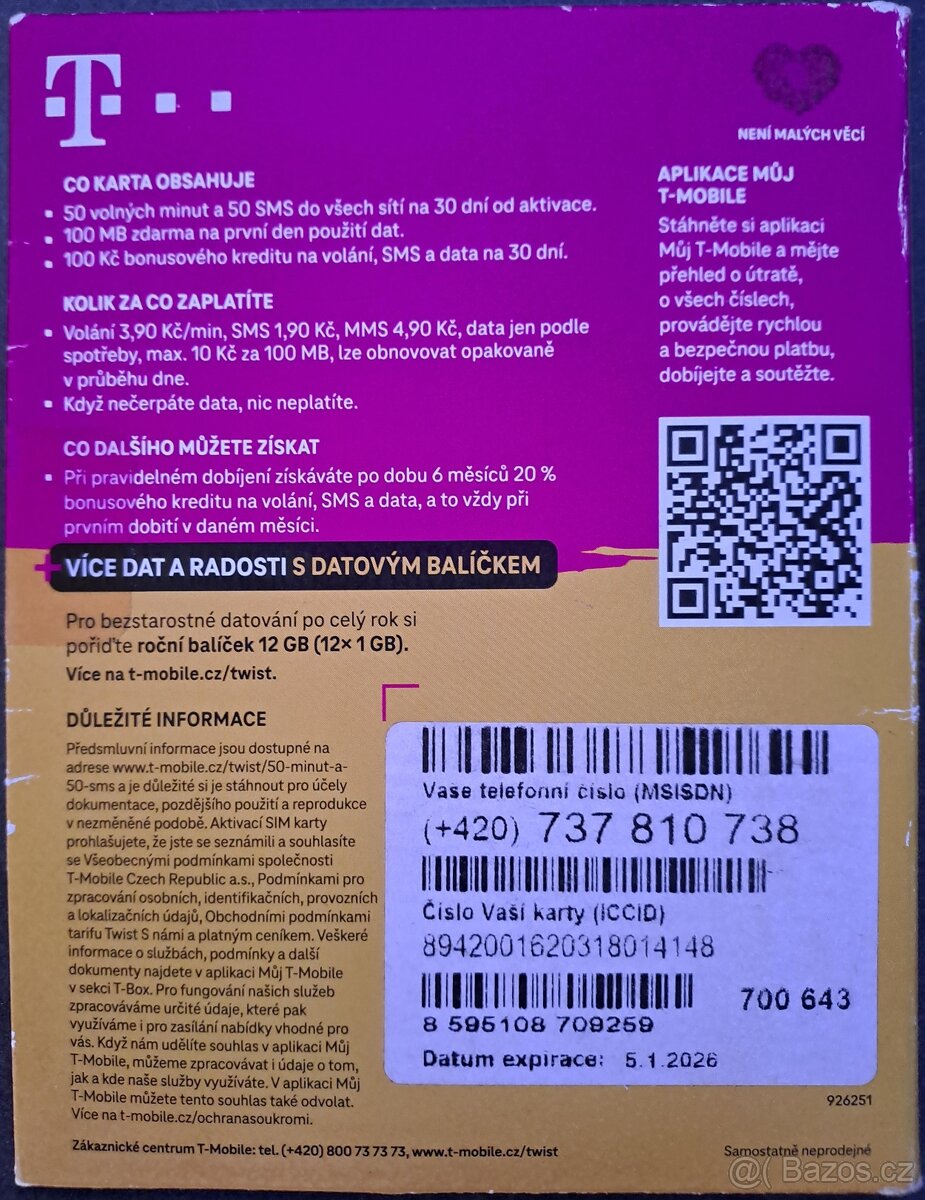 T
NENÍ MALÝCH VĚCÍ
CO KARTA OBSAHUJE
▪ 50 volných minut a 50 SMS do všech sítí na 30 dní od aktivace.
▪ 100 MB zdarma na první den použití dat.
▪ 100 Kč bonusového kreditu na volání, SMS a data na 30 dní.
KOLIK ZA CO ZAPLATÍTE
▪ Volání 3,90 Kč/min, SMS 1,90 Kč, MMS 4,90 Kč, data jen podle
spotřeby, max. 10 Kč za 100 MB, lze obnovovat opakovaně
v průběhu dne.
▪ Když nečerpáte data, nic neplatíte.
CO DALŠÍHO MŮŽETE ZÍSKAT
▪ Při pravidelném dobíjení získáváte po dobu 6 měsíců 20 %
bonusového kreditu na volání, SMS a data, a to vždy při
prvním dobití v daném měsíci.
APLIKACE MŮJ
T-MOBILE
Stáhněte si aplikaci
Můj T-Mobile a mějte
přehled o útratě,
o všech číslech,
provádějte rychlou
a bezpečnou platbu,
dobíjejte a soutěžte.
+VÍCE DAT A RADOSTI S DATOVÝM BALÍČKEM
Pro bezstarostné datování po celý rok si
pořiďte roční balíček 12 GB (12× 1 GB).
Více na t-mobile.cz/twist.
DŮLEŽITÉ INFORMACE
Předsmluvní informace jsou dostupné na
adrese www.t-mobile.cz/twist/50-minut-a-
50-sms a je důležité si je stáhnout pro účely
dokumentace, pozdějšího použití a reprodukce
v nezměněné podobě. Aktivací SIM karty
prohlašujete, že jste se seznámili a souhlasíte
se Všeobecnými podmínkami společnosti
T-Mobile Czech Republic a.s., Podmínkami pro
zpracování osobních, identifikačních, provozních
a lokalizačních údajů, Obchodními podmínkami
tarifu Twist S námi a platným ceníkem. Veškeré
informace o službách, podmínky a další
dokumenty najdete v aplikaci Můj T-Mobile
v sekci T-Box. Pro fungování našich služeb
zpracováváme určité údaje, které pak
využíváme i pro zasílání nabídky vhodné pro
vás. Když nám udělíte souhlas v aplikaci Můj
T-Mobile, můžeme zpracovávat i údaje o tom,
jak a kde naše služby využíváte. V aplikaci Můj
T-Mobile můžete tento souhlas také odvolat.
Více na t-mobile.cz/ochranasoukromi.
Vase telefonní číslo (MSISDN)
(+420) 737 810 738
Číslo Vaší karty (ICCID)
8942001620318014148
700 643
8 595108 709259
Datum expirace: 5.1.2026
926251
Zákaznické centrum T-Mobile: tel. (+420) 800 73 73 73, www.t-mobile.cz/twist
Samostatně neprodejné
@( Bazos.cz